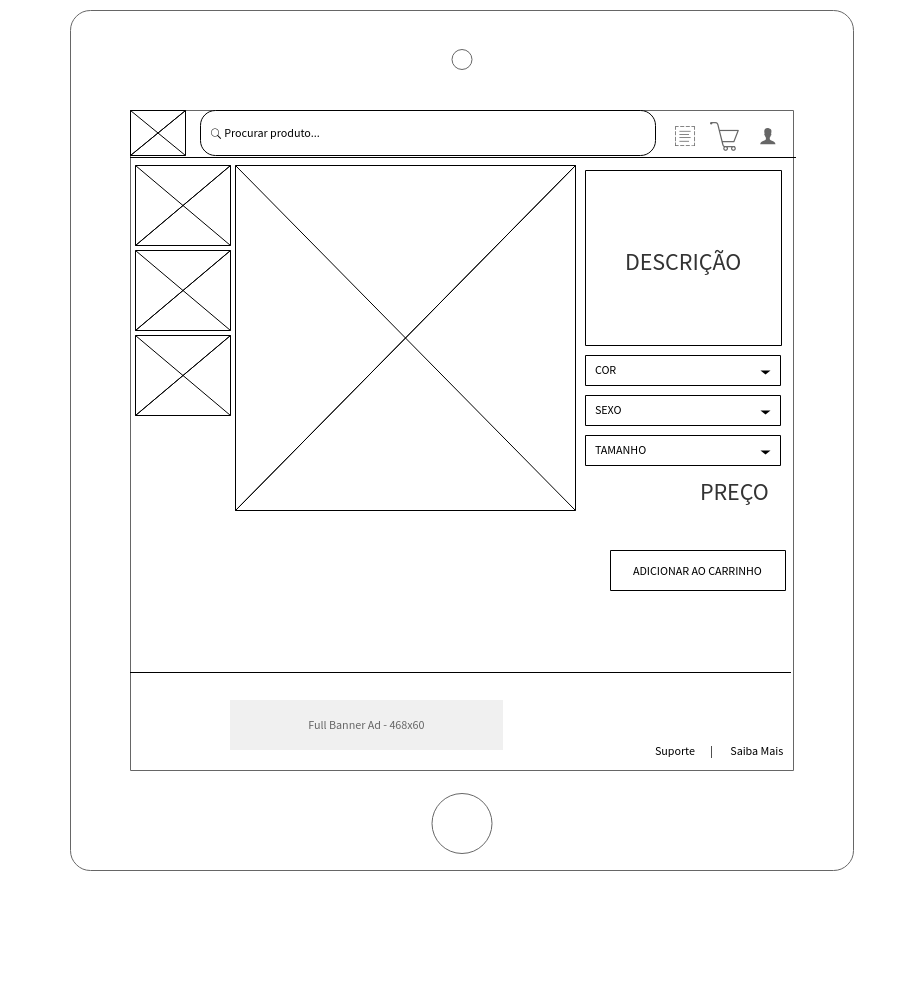 Procurar produto...
DESCRIÇÃO
COR
SEXO
TAMANHO
PREÇO
ADICIONAR AO CARRINHO
Full Banner Ad - 468x60
Suporte | Saiba Mais